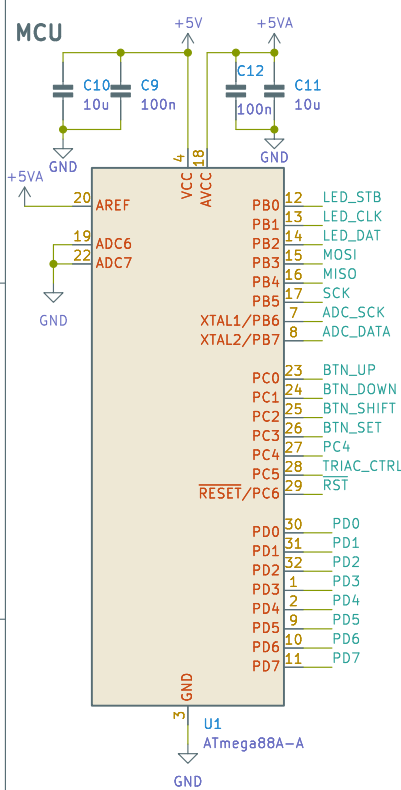 MCU
+5V
+5VA
C10
10u
C9
100n
C12
100n
C11
10u
GND
GND
+5VA
4
VCC
18
AVCC
20 AREF
19 ADC6
22 ADC7
GND
PB0 12 LED_STB
PB1 13 LED_CLK
PB2 14 LED_DAT
PB3 15 MOSI
PB4 16 MISO
PB5 17 SCK
XTAL1/PB6 7 ADC_SCK
XTAL2/PB7 8 ADC_DATA
PC0 23 BTN_UP
PC1 24 BTN_DOWN
PC2 25 BTN_SHIFT
PC3 26 BTN_SET
PC4 27 PC4
PC5 28 TRIAC_CTRL
RESET/PC6 29 RST
PD0 30 PD0
PD1 31 PD1
PD2 32 PD2
PD3 1 PD3
PD4 2 PD4
PD5 9 PD5
PD6 10 PD6
PD7 11 PD7
GND
3
U1
ATmega88A-A
GND